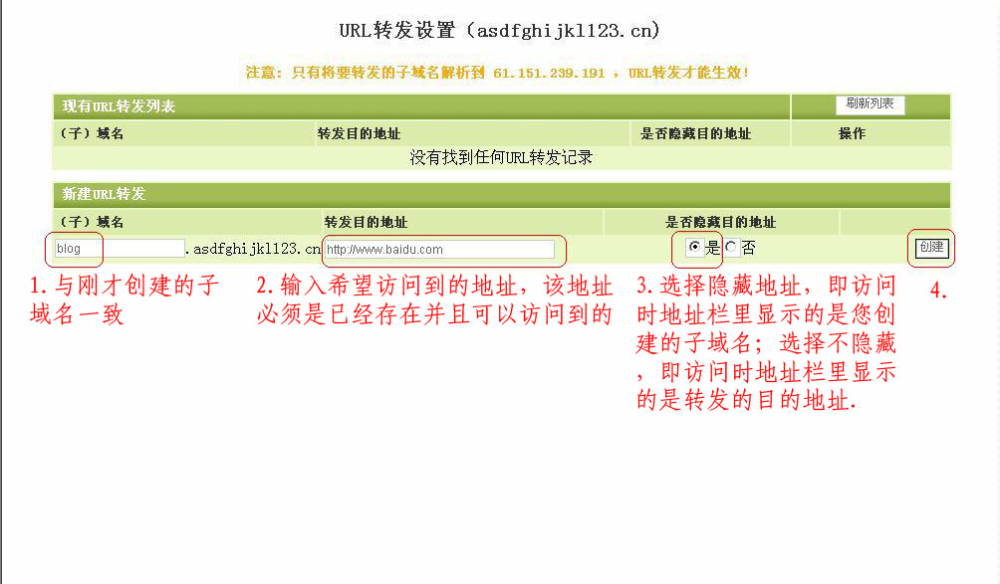 URL转发设置（asdfghijkl123.cn）
注意：只有将要转发的子域名解析到 61.151.239.191 ，URL转发才能生效！
现有URL转发列表 刷新列表
（子）域名 转发目的地址 是否隐藏目的地址 操作
没有找到任何URL转发记录
新建URL转发
（子）域名 转发目的地址 是否隐藏目的地址
blog .asdfghijkl123.cn http://www.baidu.com 是 否 创建
1.与刚才创建的子
域名一致
2.输入希望访问到的地址，该地址
必须是已经存在并且可以访问到的
3.选择隐藏地址，即访问
时地址栏里显示的是您创
建的子域名；选择不隐藏
，即访问时地址栏里显示
的是转发的目的地址.
4.